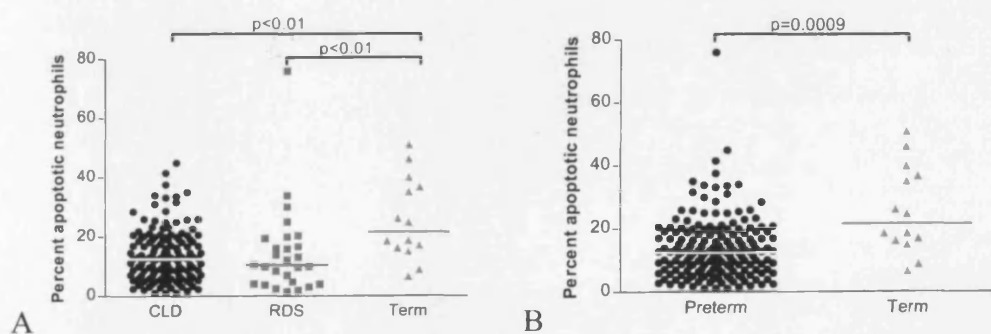 p<0.01
p<0.01
Percent apoptotic neutrophils
80
60
40
20
0
CLD RDS Term
A
p=0.0009
Percent apoptotic neutrophils
80
60
40
20
0
Preterm Term
B